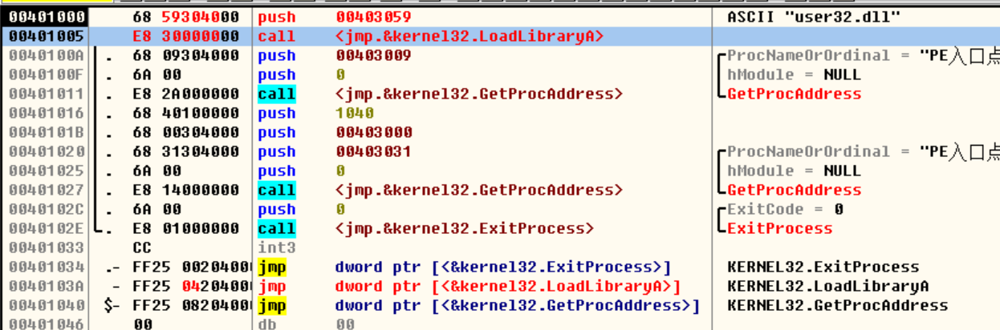 00401000 68 59304000 push 00403059 ASCII "user32.dll"
00401005 E8 30000000 call <jmp.&kernel32.LoadLibraryA>
0040100A . 68 09304000 push 00403009 ProcNameOrOrdinal = "PE入口点
0040100F . 6A 00 push 0 hModule = NULL
00401011 . E8 2A000000 call <jmp.&kernel32.GetProcAddress> GetProcAddress
00401016 . 68 40100000 push 1040
0040101B . 68 00304000 push 00403000
00401020 . 68 31304000 push 00403031 ProcNameOrOrdinal = "PE入口点
00401025 . 6A 00 push 0 hModule = NULL
00401027 . E8 14000000 call <jmp.&kernel32.GetProcAddress> GetProcAddress
0040102C . 6A 00 push 0 ExitCode = 0
0040102E . E8 01000000 call <jmp.&kernel32.ExitProcess> ExitProcess
00401033 CC int3
00401034 .- FF25 00204000 jmp dword ptr [<&kernel32.ExitProcess>] KERNEL32.ExitProcess
0040103A - FF25 04204000 jmp dword ptr [<&kernel32.LoadLibraryA>] KERNEL32.LoadLibraryA
00401040 $- FF25 08204000 jmp dword ptr [<&kernel32.GetProcAddress>] KERNEL32.GetProcAddress
00401046 00 db 00